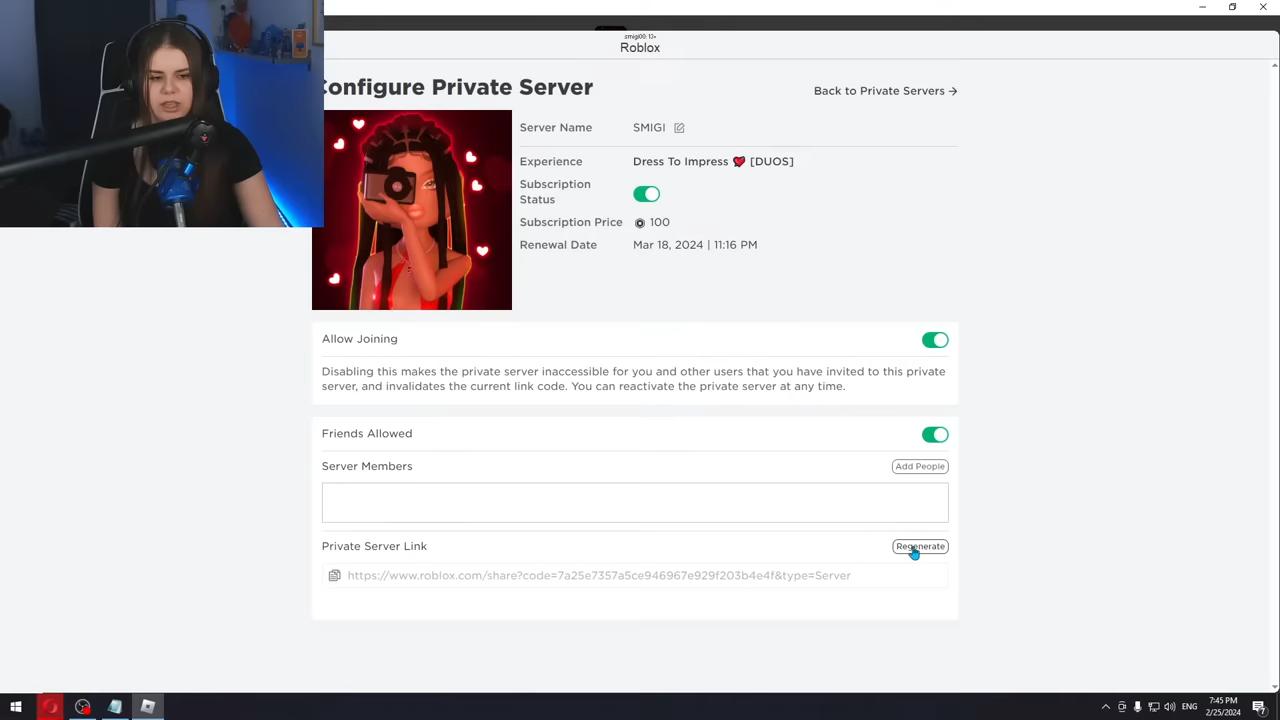 smigi00: 13+
Roblox
Configure Private Server
Back to Private Servers →
Server Name SMIGI
Experience Dress To Impress ❤️ [DUOS]
Subscription
Status
Subscription Price 100
Renewal Date Mar 18, 2024 | 11:16 PM
Allow Joining
Disabling this makes the private server inaccessible for you and other users that you have invited to this private
server, and invalidates the current link code. You can reactivate the private server at any time.
Friends Allowed
Server Members Add People
Private Server Link Regenerate
https://www.roblox.com/share?code=7a25e7357a5ce946967e929f203b4e4f&type=Server
ENG
7:45 PM
2/25/2024